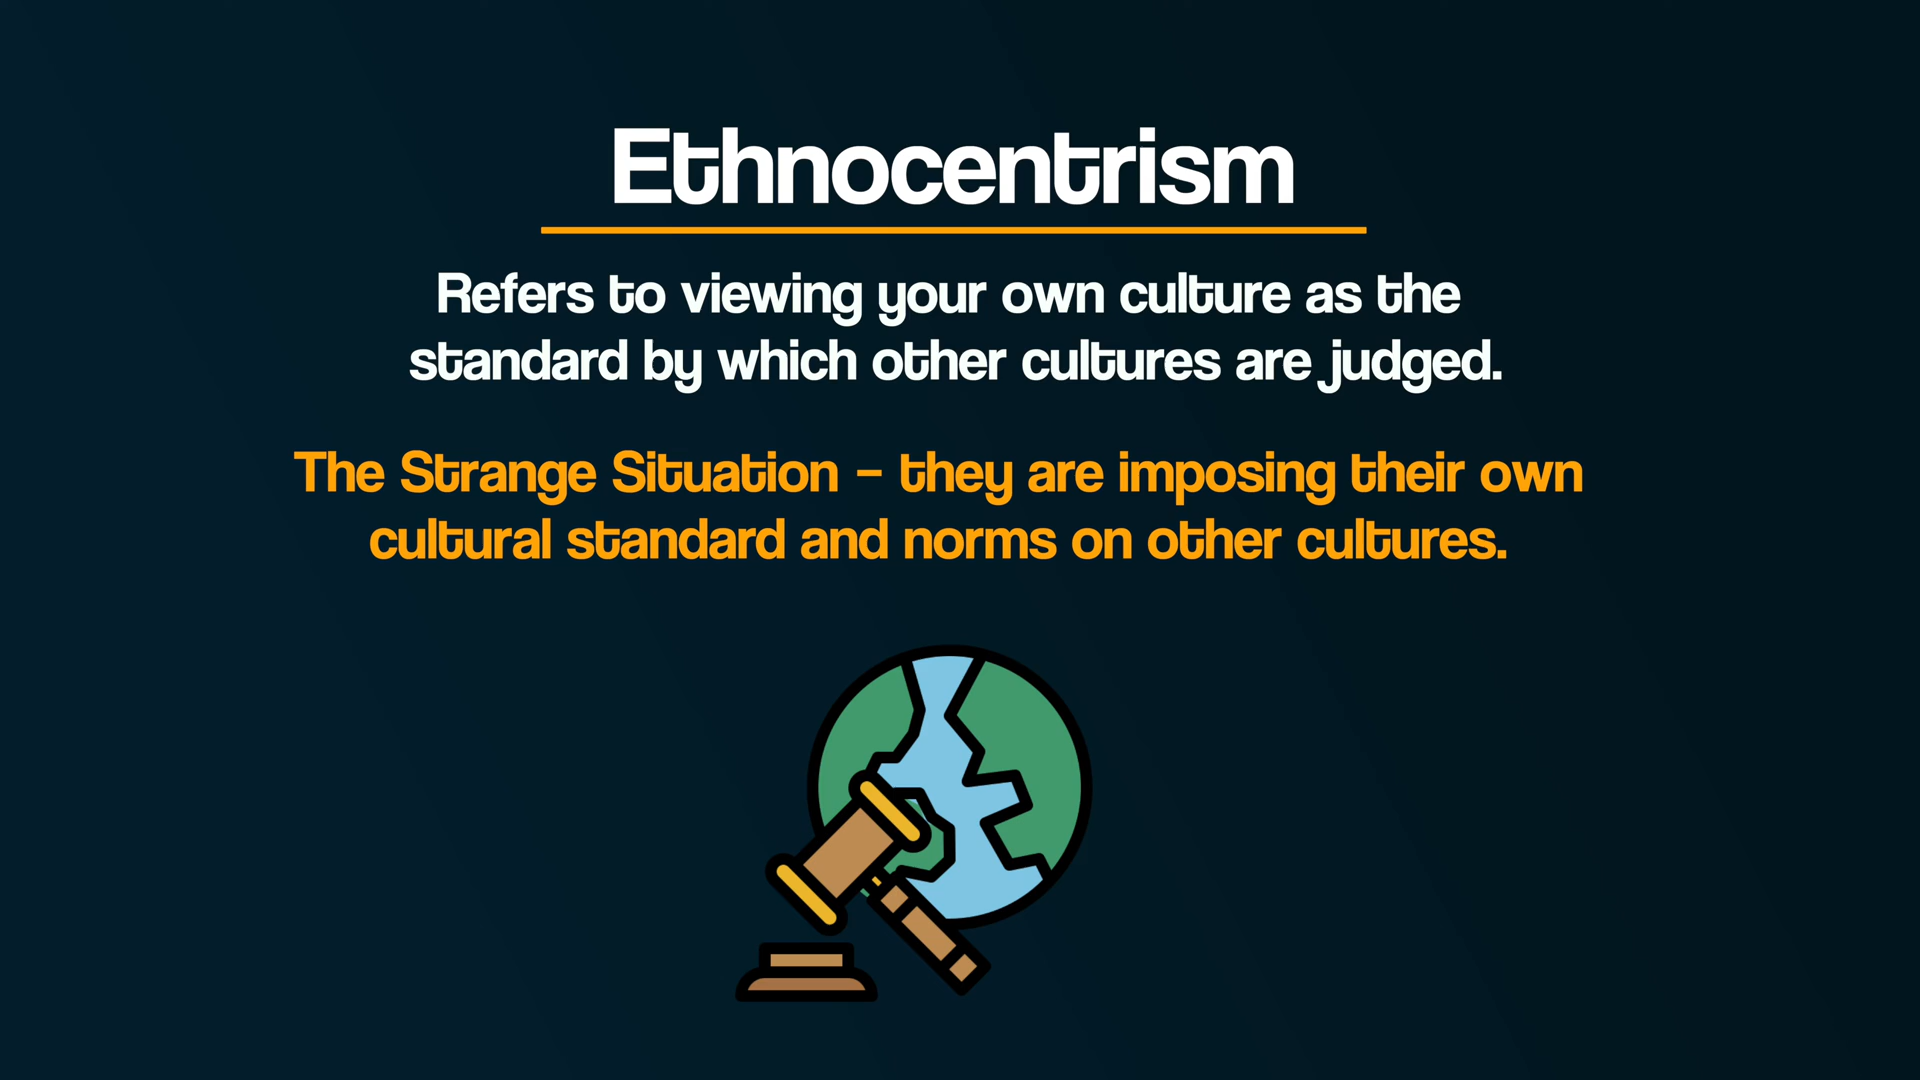 Ethnocentrism
Refers to viewing your own culture as the
standard by which other cultures are judged.
The Strange Situation – they are imposing their own
cultural standard and norms on other cultures.